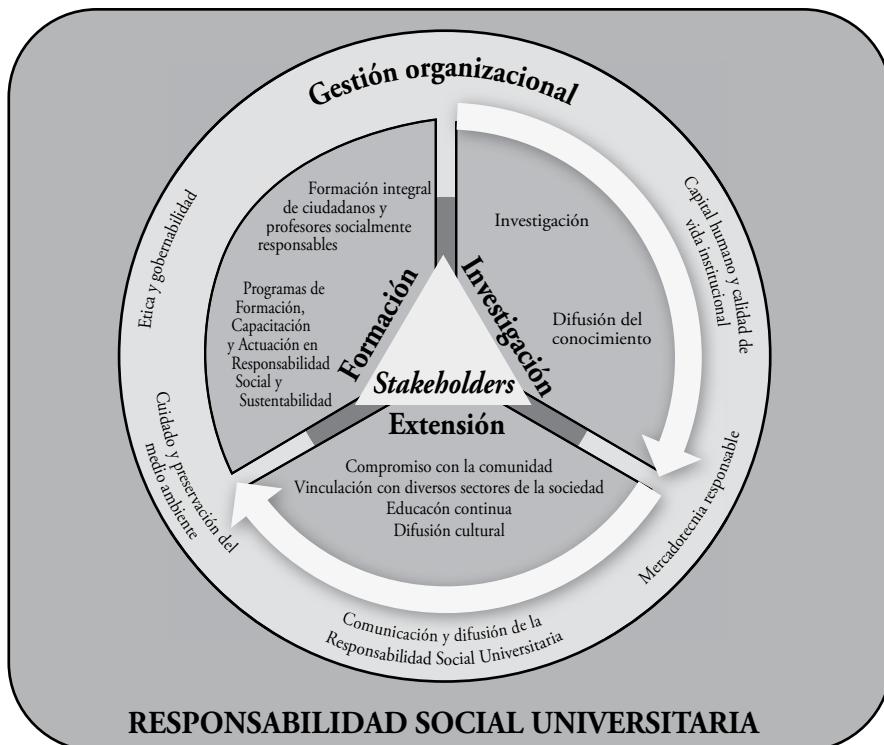 Gestión organizacional
Formación integral
de ciudadanos y
profesores socialmente
responsables
Programas de
Formación,
Capacitación
y Actuación en
Responsabilidad
Social y
Sustentabilidad
Formación
Investigación
Investigación
Difusión del
conocimiento
Stakeholders
Extensión
Compromiso con la comunidad
Vinculación con diversos sectores de la sociedad
Educacón continua
Difusión cultural
Capital humano y calidad de
vida institucional
Mercadotecnia responsable
Comunicación y difusión de la
Responsabilidad Social Universitaria
Cuidado y preservación del
medio ambiente
Etica y gobernabilidad
RESPONSABILIDAD SOCIAL UNIVERSITARIA